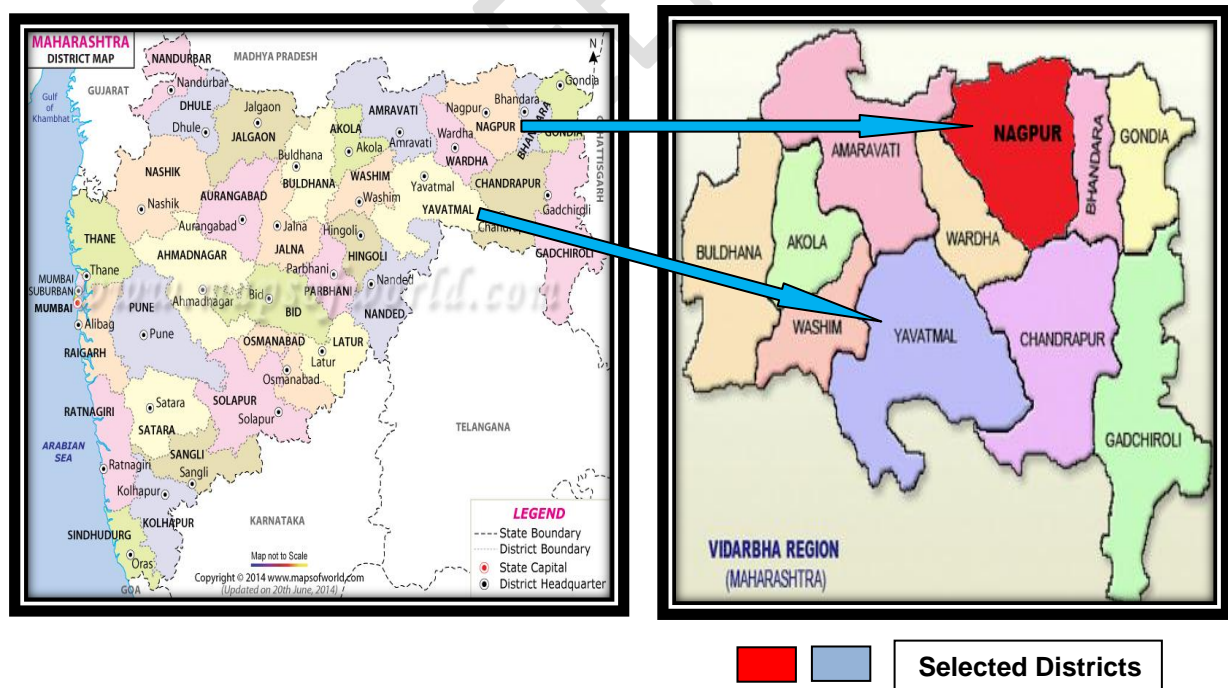 MAHARASHTRA
DISTRICT MAP
MADHYA PRADESH
N
NANDURBAR
Nandurbar
GUJARAT
Gulf
of
Khambhat
DHULE
Dhule
Jalgaon
JALGAON
AKOLA
Akola
AMRAVATI
Amravati
Nagpur
NAGPUR
Bhandara
BHANDARA
Gondia
GONDIA
CHHATTISGARH
Wardha
WARDHA
Buldhana
BULDHANA
WASHIM
Washim
Yavatmal
YAVATMAL
CHANDRAPUR
Chandrapur
Gadchiroli
GADCHIROLI
NASHIK
Nashik
AURANGABAD
Aurangabad
Jalna
JALNA
Hingoli
HINGOLI
THANE
Thane
AHMADNAGAR
Ahmadnagar
Parbhani
PARBHANI
Nanded
NANDED
MUMBAI
SUBURBAN
MUMBAI
www.mapsofworld.com
PUNE
Pune
Bid
BID
Alibag
RAIGARH
OSMANABAD
Osmanabad
LATUR
Latur
RATNAGIRI
Ratnagiri
Satara
SATARA
SOLAPUR
Solapur
TELANGANA
ARABIAN
SEA
SANGLI
Sangli
Kolhapur
KOLHAPUR
KARNATAKA
SINDHUDURG
Oras
GOA
Map not to Scale
Copyright © 2014 www.mapsofworld.com
(Updated on 20th June, 2014)
LEGEND
State Boundary
District Boundary
State Capital
District Headquarter
NAGPUR
BHANDARA
GONDIA
AMARAVATI
WARDHA
BULDHANA
AKOLA
WASHIM
YAVATMAL
CHANDRAPUR
GADCHIROLI
VIDARBHA REGION
(MAHARASHTRA)
Selected Districts